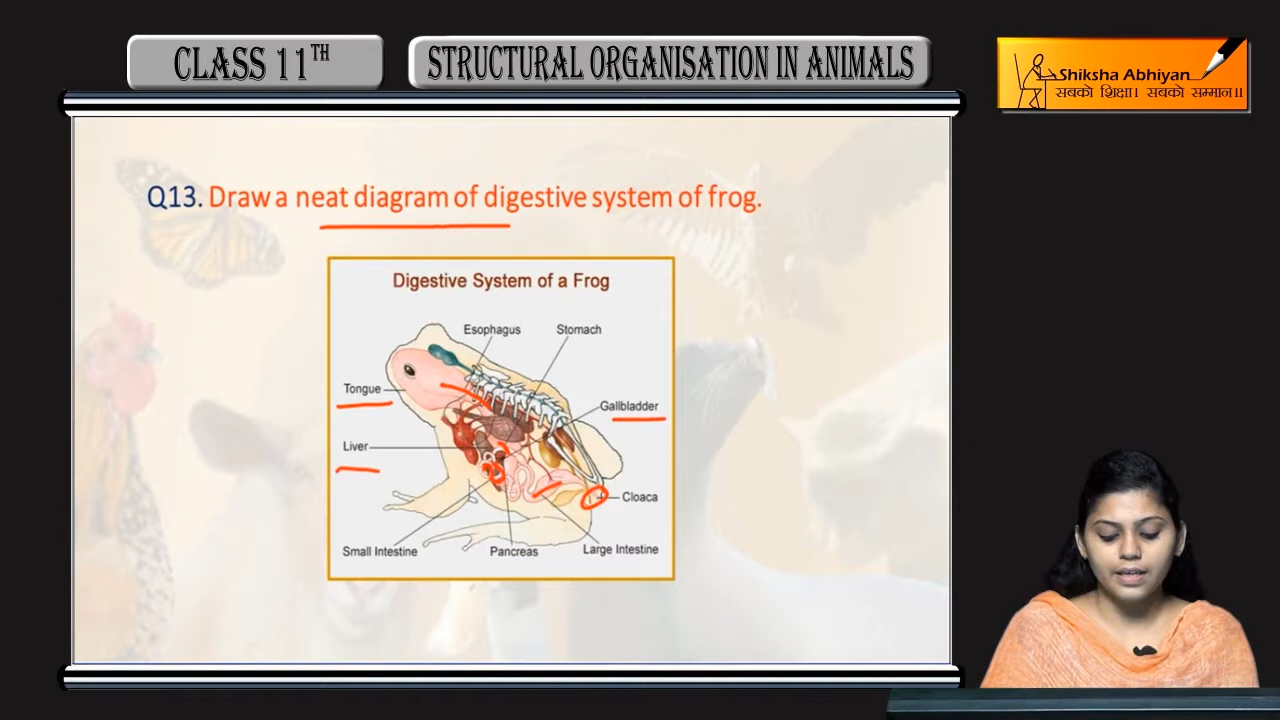 CLASS 11TH
STRUCTURAL ORGANISATION IN ANIMALS
Shiksha Abhiyan
सबको शिक्षा। सबको सम्मान।।
Q13. Draw a neat diagram of digestive system of frog.
Digestive System of a Frog
Esophagus
Stomach
Tongue
Gallbladder
Liver
Cloaca
Small Intestine
Pancreas
Large Intestine